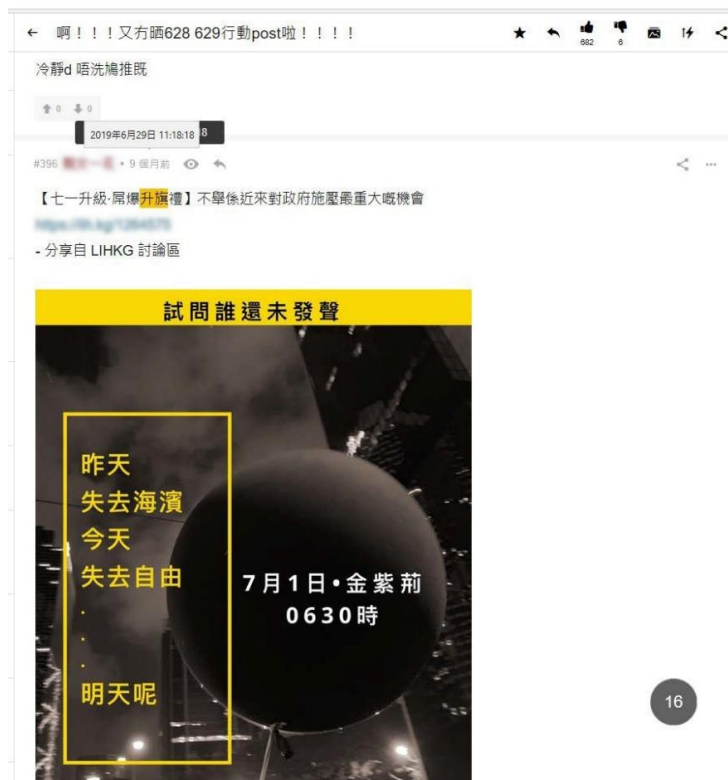 啊！！！又冇晒628 629行動post啦！！！！
682
6
冷靜d 唔洗鳩推既
0 0
2019年6月29日 11:18:18
#396 • 9 個月前
【七一升級·屌爆升旗禮】不舉係近來對政府施壓最重大嘅機會
- 分享自 LIHKG 討論區
試問誰還未發聲
昨天
失去海濱
今天
失去自由
.
.
.
明天呢
7月1日•金紫荊
0630時
16